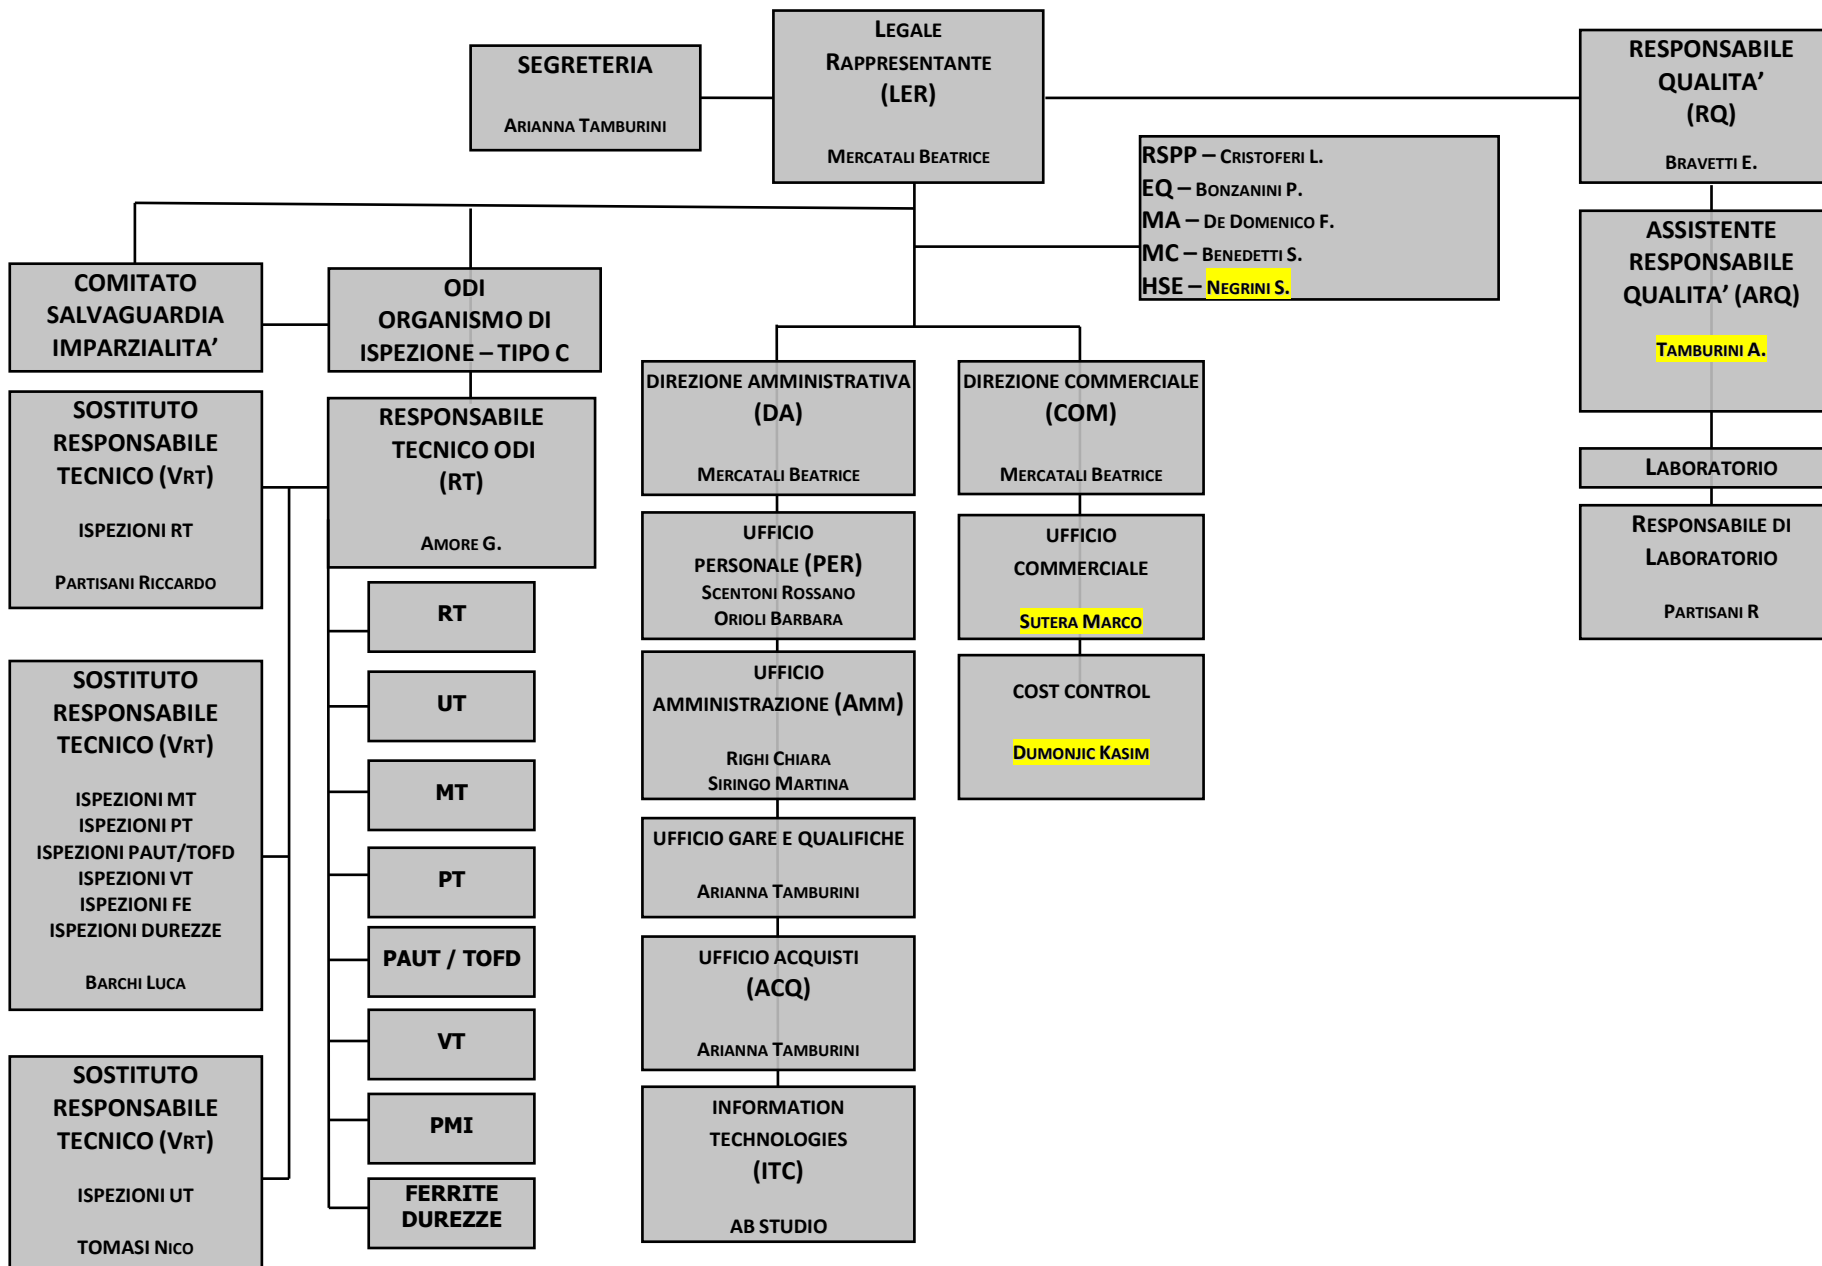 SEGRETERIA
ARIANNA TAMBURINI
LEGALE
RAPPRESENTANTE
(LER)
MERCATALI BEATRICE
RESPONSABILE
QUALITA’
(RQ)
BRAVETTI E.
RSPP – CRISTOFERI L.
EQ – BONZANINI P.
MA – DE DOMENICO F.
MC – BENEDETTI S.
HSE – NEGRINI S.
ASSISTENTE
RESPONSABILE
QUALITA’ (ARQ)
TAMBURINI A.
COMITATO
SALVAGUARDIA
IMPARZIALITA’
ODI
ORGANISMO DI
ISPEZIONE – TIPO C
SOSTITUTO
RESPONSABILE
TECNICO (VRT)
ISPEZIONI RT
PARTISANI RICCARDO
RESPONSABILE
TECNICO ODI
(RT)
AMORE G.
DIREZIONE AMMINISTRATIVA
(DA)
MERCATALI BEATRICE
DIREZIONE COMMERCIALE
(COM)
MERCATALI BEATRICE
LABORATORIO
RESPONSABILE DI
LABORATORIO
PARTISANI R
UFFICIO
PERSONALE (PER)
SCENTONI ROSSANO
ORIOLI BARBARA
UFFICIO
COMMERCIALE
SUTERA MARCO
SOSTITUTO
RESPONSABILE
TECNICO (VRT)
ISPEZIONI MT
ISPEZIONI PT
ISPEZIONI PAUT/TOFD
ISPEZIONI VT
ISPEZIONI FE
ISPEZIONI DUREZZE
BARCHI LUCA
RT
UT
MT
PT
PAUT / TOFD
VT
PMI
FERRITE
DUREZZE
UFFICIO
AMMINISTRAZIONE (AMM)
RIGHI CHIARA
SIRINGO MARTINA
COST CONTROL
DUMONJIC KASIM
UFFICIO GARE E QUALIFICHE
ARIANNA TAMBURINI
UFFICIO ACQUISTI
(ACQ)
ARIANNA TAMBURINI
INFORMATION
TECHNOLOGIES
(ITC)
AB STUDIO
SOSTITUTO
RESPONSABILE
TECNICO (VRT)
ISPEZIONI UT
TOMASI NICO